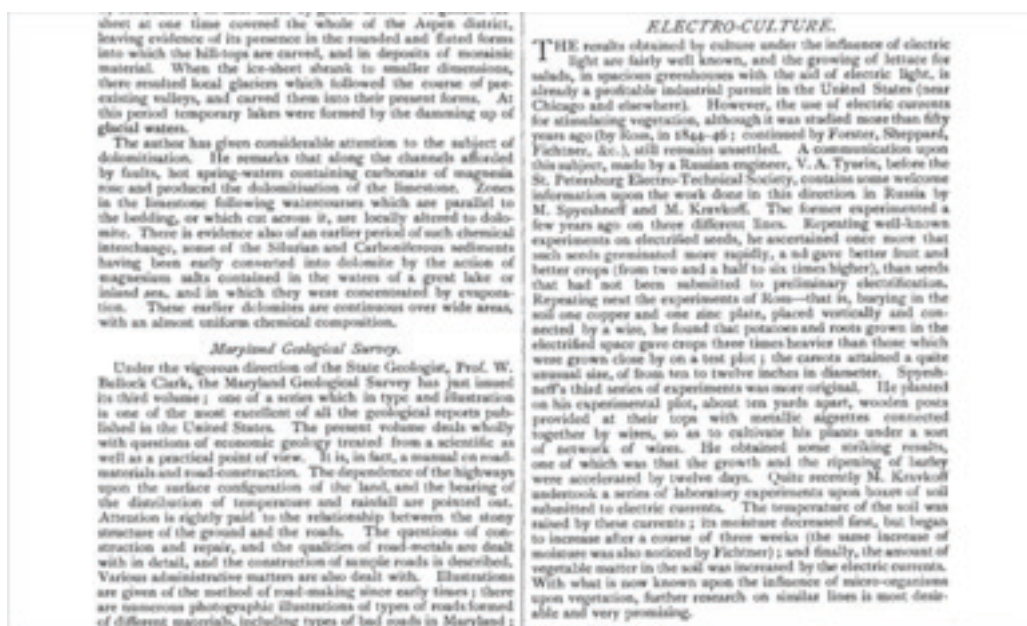 sheet at one time covered the whole of the Aspen district,
leaving evidence of its presence in the rounded and fluted forms
into which the hill-tops are carved, and in deposits of morainic
material. When the ice-sheet shrank to smaller dimensions,
there resulted local glaciers which followed the course of pre-
existing valleys, and carved them into their present forms. At
this period temporary lakes were formed by the damming up of
glacial waters.
The author has given considerable attention to the subject of
dolomitisation. He remarks that along the channels afforded
by faults, hot spring-waters containing carbonate of magnesia
rose and produced the dolomitisation of the limestone. Zones
in the limestone following watercourses which are parallel to
the bedding, or which cut across it, are locally altered to dolo-
mite. There is evidence also of an earlier period of such chemical
interchange, some of the Silurian and Carboniferous sediments
having been early converted into dolomite by the action of
magnesium salts contained in the waters of a great lake or
inland sea, and in which they were concentrated by evapora-
tion. These earlier dolomites are continuous over wide areas,
with an almost uniform chemical composition.
Maryland Geological Survey.
Under the vigorous direction of the State Geologist, Prof. W.
Bullock Clark, the Maryland Geological Survey has just issued
its third volume; one of a series which in type and illustration
is one of the most excellent of all the geological reports pub-
lished in the United States. The present volume deals wholly
with questions of economic geology treated from a scientific as
well as a practical point of view. It is, in fact, a manual on road-
materials and road-construction. The dependence of the highways
upon the surface configuration of the land, and the bearing of
the distribution of temperature and rainfall are pointed out.
Attention is rightly paid to the relationship between the stony
structure of the ground and the roads. The questions of con-
struction and repair, and the qualities of road-metals are dealt
with in detail, and the construction of sample roads is described.
Various administrative matters are also dealt with. Illustrations
are given of the method of road-making since early times; there
are numerous photographic illustrations of types of roads formed
of different materials, including types of bad roads in Maryland;
ELECTRO-CULTURE.
THE results obtained by culture under the influence of electric
light are fairly well known, and the growing of lettuce for
salads, in spacious greenhouses with the aid of electric light, is
already a profitable industrial pursuit in the United States (near
Chicago and elsewhere). However, the use of electric currents
for stimulating vegetation, although it was studied more than fifty
years ago (by Ross, in 1844-46; continued by Forster, Sheppard,
Fichtner, &c.), still remains unsettled. A communication upon
this subject, made by a Russian engineer, V. A. Tyurin, before the
St. Petersburg Electro-Technical Society, contains some welcome
information upon the work done in this direction in Russia by
M. Spyeshneff and M. Kravkoff. The former experimented a
few years ago on three different lines. Repeating well-known
experiments on electrified seeds, he ascertained once more that
such seeds germinated more rapidly, a nd gave better fruit and
better crops (from two and a half to six times higher), than seeds
that had not been submitted to preliminary electrification.
Repeating next the experiments of Ross—that is, burying in the
soil one copper and one zinc plate, placed vertically and con-
nected by a wire, he found that potatoes and roots grown in the
electrified space gave crops three times heavier than those which
were grown close by on a test plot; the carrots attained a quite
unusual size, of from ten to twelve inches in diameter. Spyesh-
neff's third series of experiments was more original. He planted
on his experimental plot, about ten yards apart, wooden posts
provided at their tops with metallic aigrettes connected
together by wires, so as to cultivate his plants under a sort
of network of wires. He obtained some striking results,
one of which was that the growth and the ripening of barley
were accelerated by twelve days. Quite recently M. Kravkoff
undertook a series of laboratory experiments upon boxes of soil
submitted to electric currents. The temperature of the soil was
raised by these currents; its moisture decreased first, but began
to increase after a course of three weeks (the same increase of
moisture was also noticed by Fichtner); and finally, the amount of
vegetable matter in the soil was increased by the electric currents.
With what is now known upon the influence of micro-organisms
upon vegetation, further research on similar lines is most desir-
able and very promising.